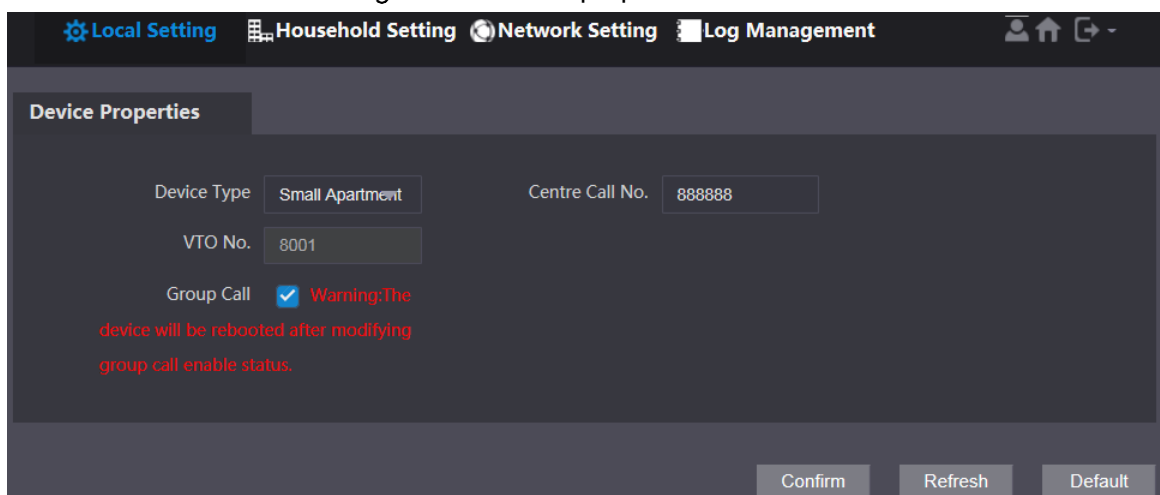 Local Setting Household Setting Network Setting Log Management
Device Properties
Device Type Small Apartment Centre Call No. 888888
VTO No. 8001
Group Call Warning:The
device will be rebooted after modifying
group call enable status.
Confirm Refresh Default